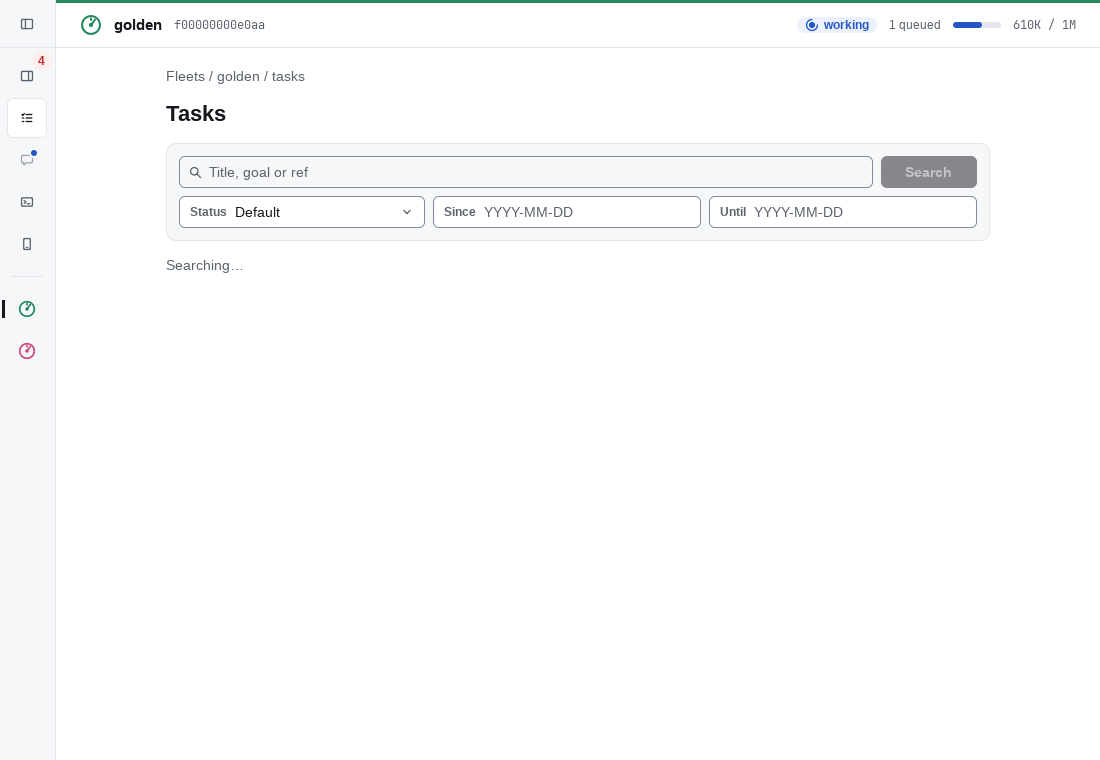 golden f00000000e0aa working 1 queued 610K / 1M
4
Fleets / golden / tasks
Tasks
Title, goal or ref Search
Status Default Since YYYY-MM-DD Until YYYY-MM-DD
Searching…